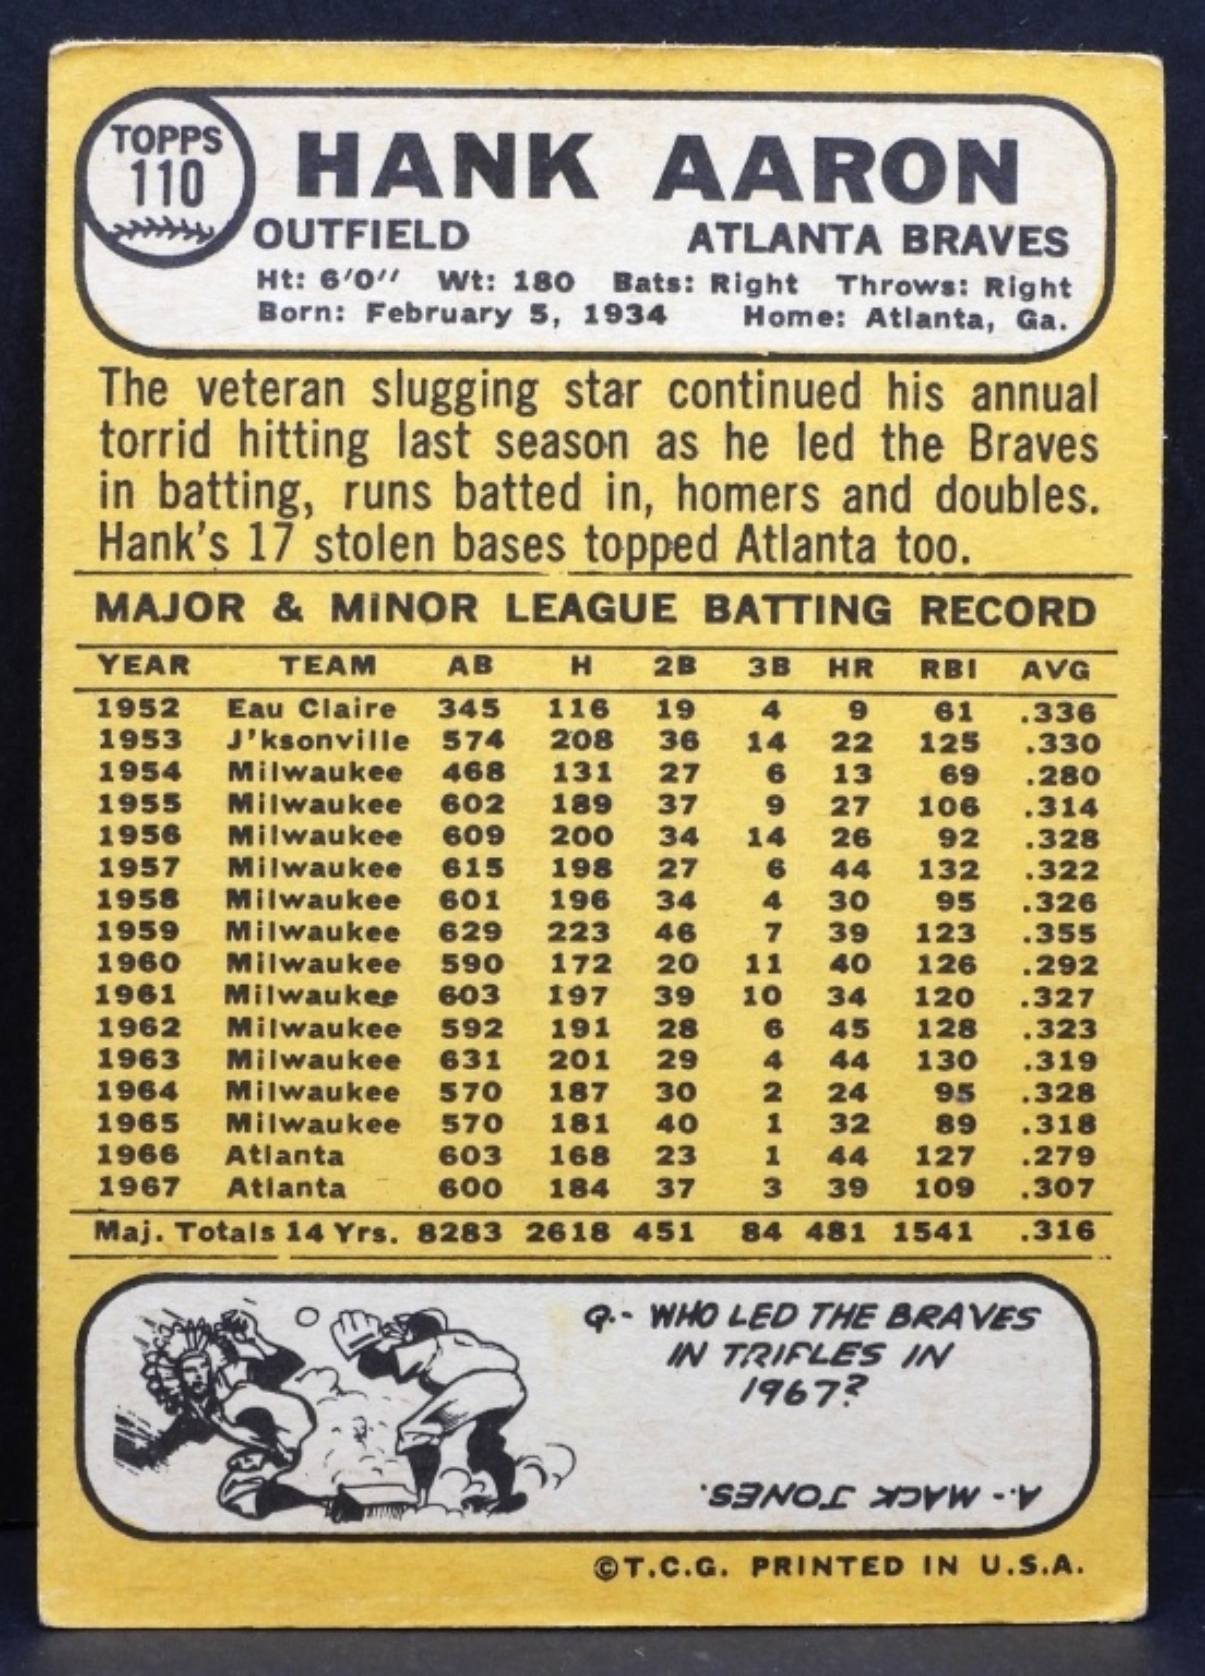 TOPPS
110
HANK AARON
OUTFIELD ATLANTA BRAVES
Ht: 6'0'' Wt: 180 Bats: Right Throws: Right
Born: February 5, 1934 Home: Atlanta, Ga.
The veteran slugging star continued his annual
torrid hitting last season as he led the Braves
in batting, runs batted in, homers and doubles.
Hank's 17 stolen bases topped Atlanta too.
MAJOR & MINOR LEAGUE BATTING RECORD
YEAR TEAM AB H 2B 3B HR RBI AVG
1952 Eau Claire 345 116 19 4 9 61 .336
1953 J'ksonville 574 208 36 14 22 125 .330
1954 Milwaukee 468 131 27 6 13 69 .280
1955 Milwaukee 602 189 37 9 27 106 .314
1956 Milwaukee 609 200 34 14 26 92 .328
1957 Milwaukee 615 198 27 6 44 132 .322
1958 Milwaukee 601 196 34 4 30 95 .326
1959 Milwaukee 629 223 46 7 39 123 .355
1960 Milwaukee 590 172 20 11 40 126 .292
1961 Milwaukee 603 197 39 10 34 120 .327
1962 Milwaukee 592 191 28 6 45 128 .323
1963 Milwaukee 631 201 29 4 44 130 .319
1964 Milwaukee 570 187 30 2 24 95 .328
1965 Milwaukee 570 181 40 1 32 89 .318
1966 Atlanta 603 168 23 1 44 127 .279
1967 Atlanta 600 184 37 3 39 109 .307
Maj. Totals 14 Yrs. 8283 2618 451 84 481 1541 .316
Q.- WHO LED THE BRAVES
IN TRIFLES IN
1967?
A.- MACK JONES.
©T.C.G. PRINTED IN U.S.A.